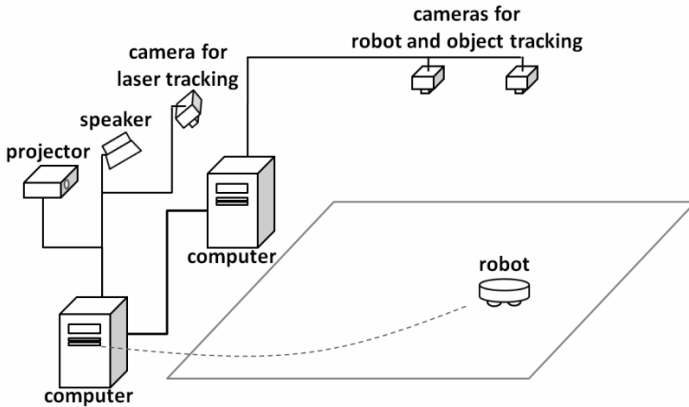 cameras for
robot and object tracking
camera for
laser tracking
speaker
projector
computer
robot
computer